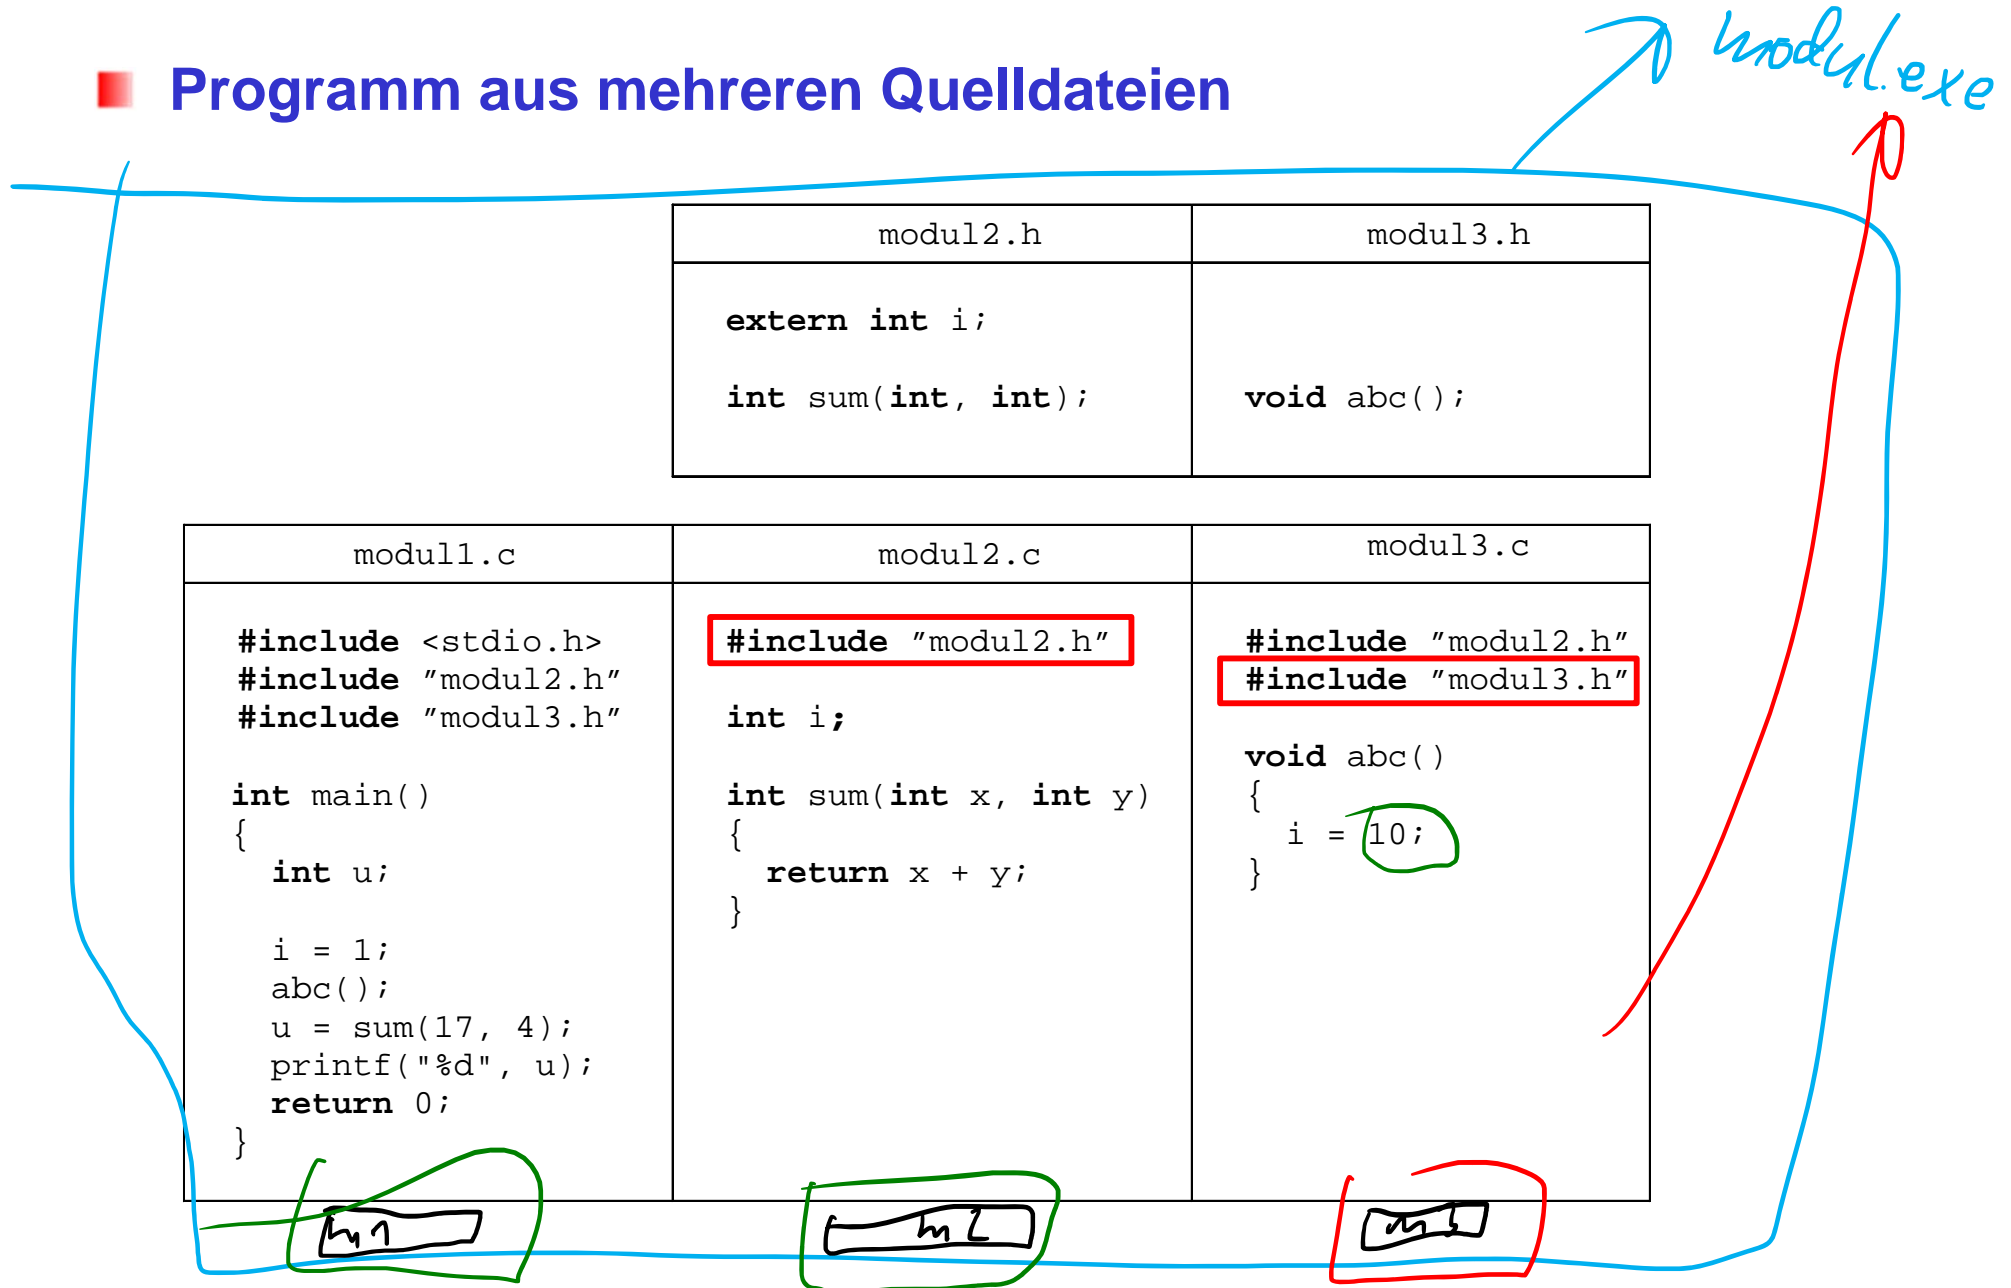 modul.exe
Programm aus mehreren Quelldateien
modul2.h
modul3.h
extern int i;
int sum(int, int);
void abc();
modul1.c
modul2.c
modul3.c
#include <stdio.h>
#include ″modul2.h″
#include ″modul3.h″
int main()
{
int u;
i = 1;
abc();
u = sum(17, 4);
printf("%d", u);
return 0;
}
#include ″modul2.h″
int i;
int sum(int x, int y)
{
return x + y;
}
#include ″modul2.h″
#include ″modul3.h″
void abc()
{
i = 10;
}
m1
m2
m3